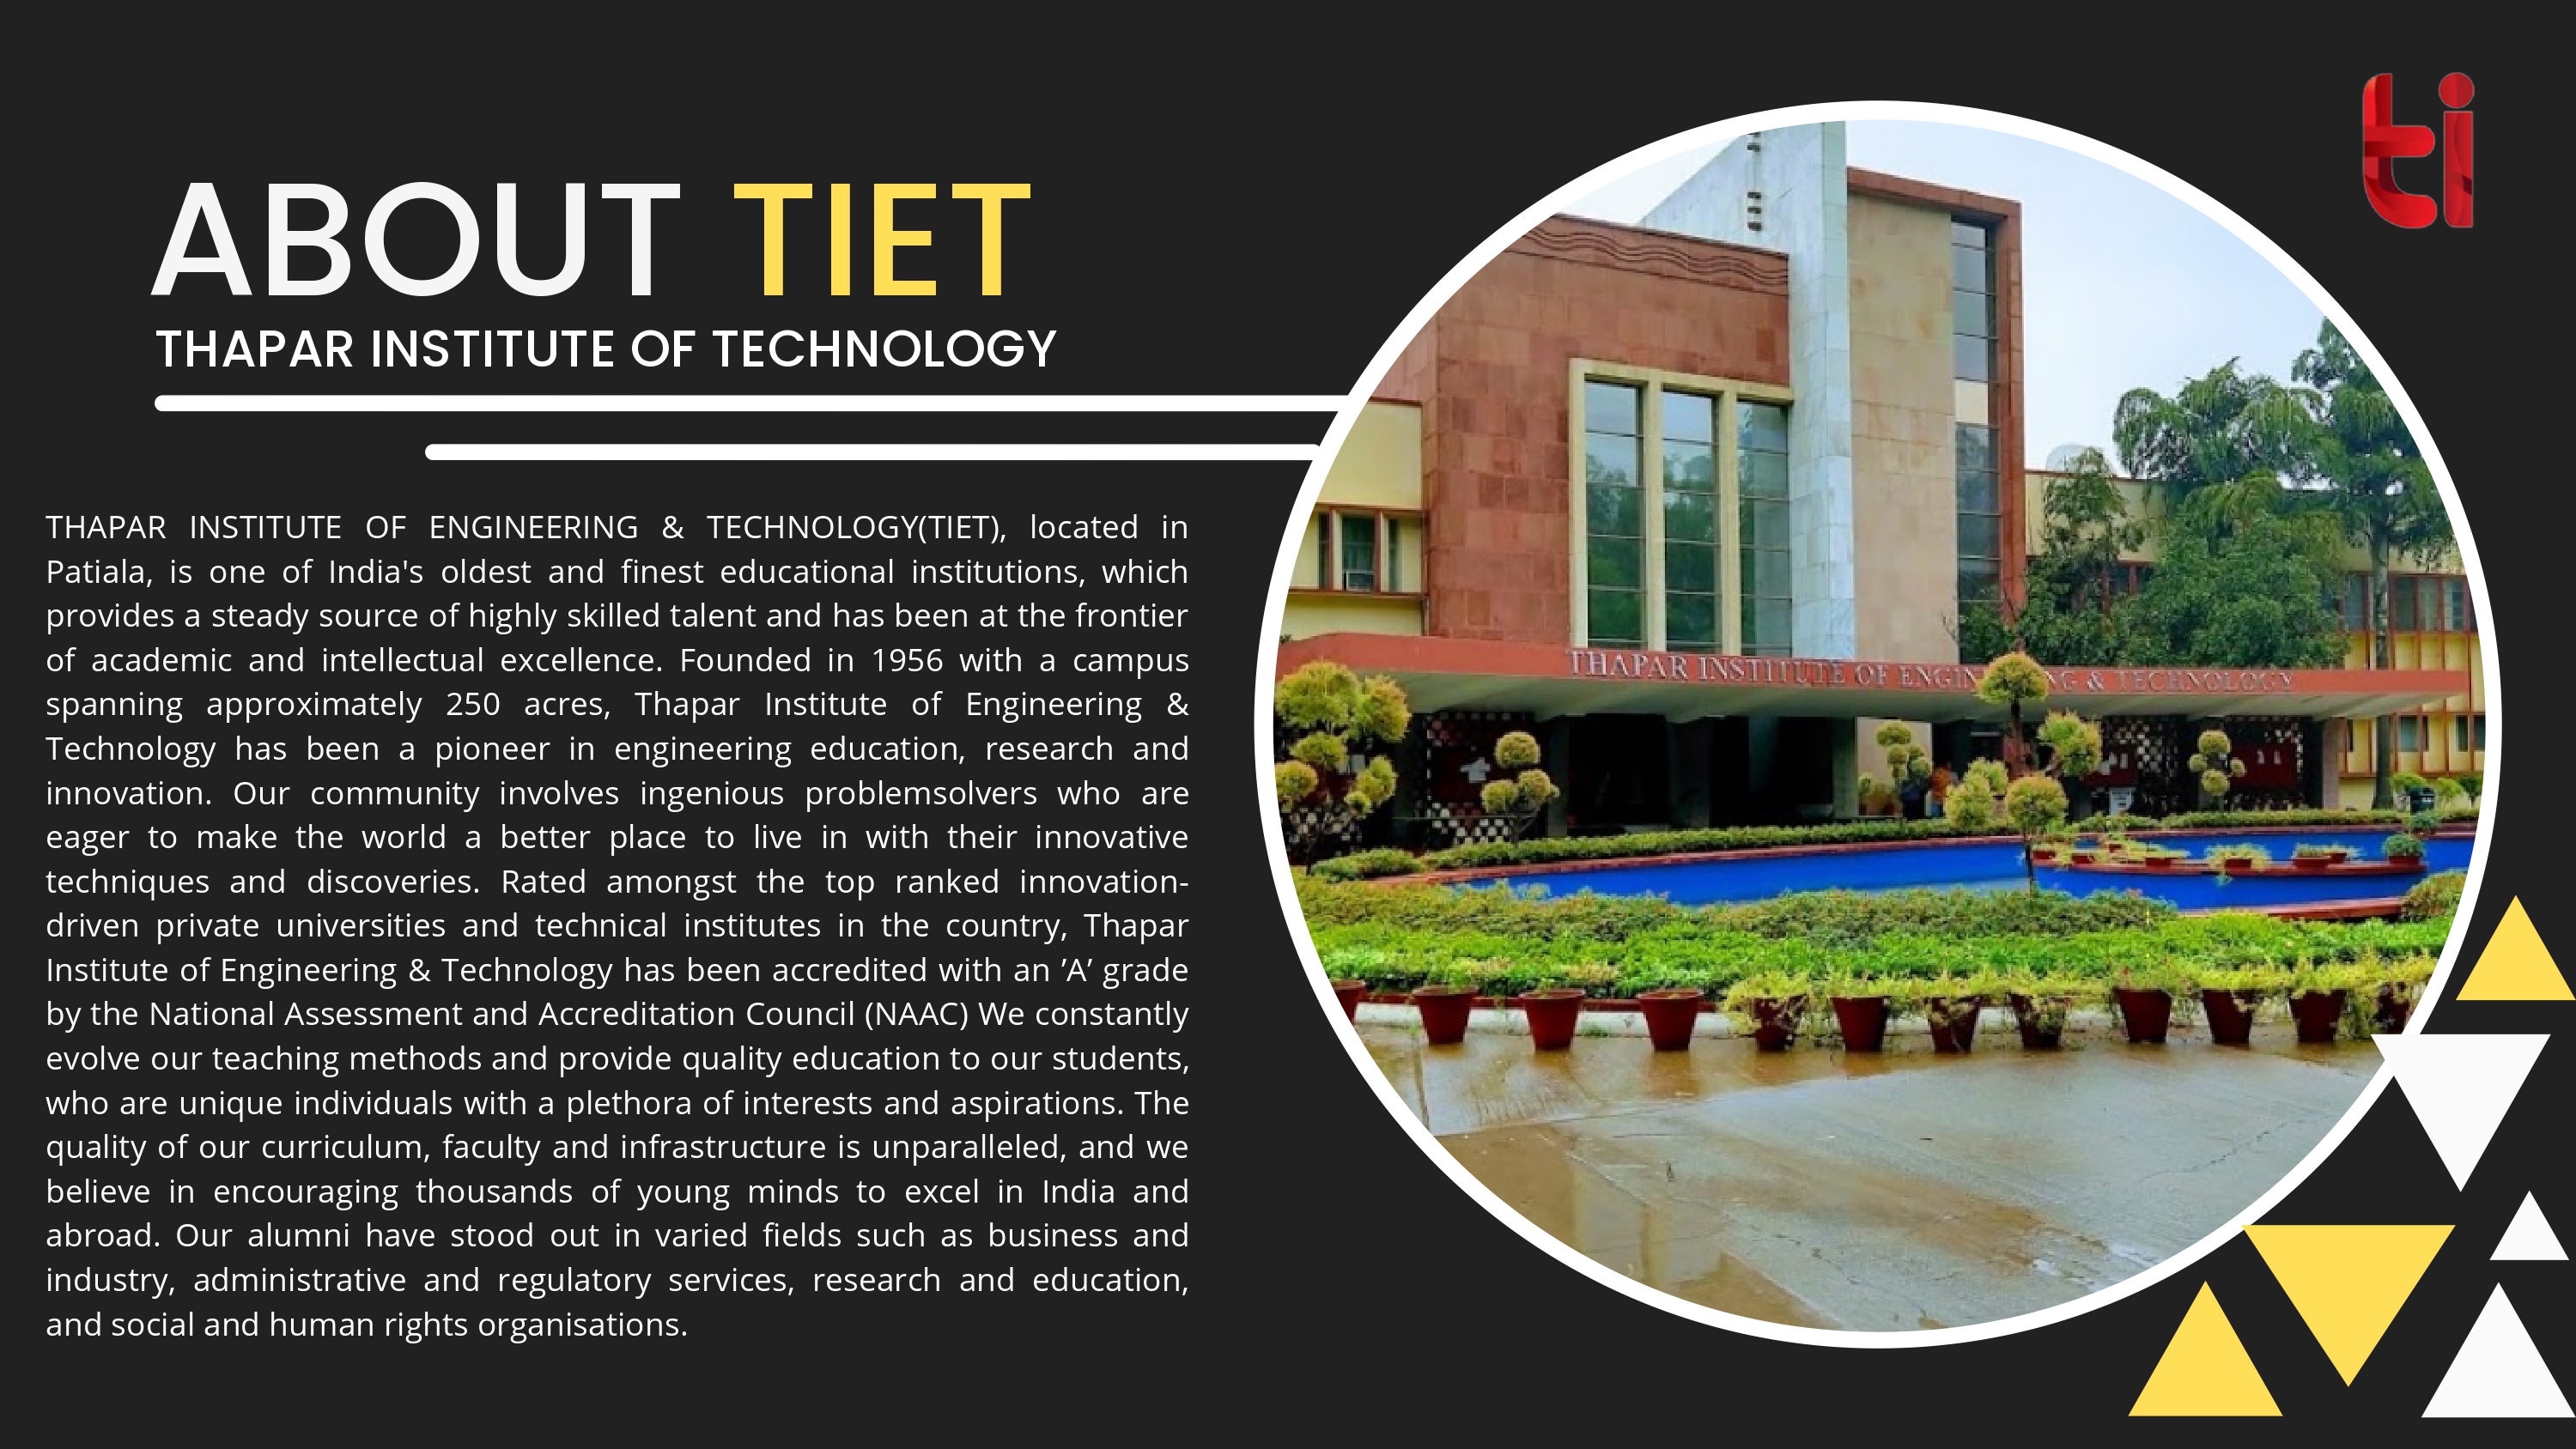 ABOUT TIET
THAPAR INSTITUTE OF TECHNOLOGY
THAPAR INSTITUTE OF ENGINEERING & TECHNOLOGY(TIET), located in
Patiala, is one of India's oldest and finest educational institutions, which
provides a steady source of highly skilled talent and has been at the frontier
of academic and intellectual excellence. Founded in 1956 with a campus
spanning approximately 250 acres, Thapar Institute of Engineering &
Technology has been a pioneer in engineering education, research and
innovation. Our community involves ingenious problemsolvers who are
eager to make the world a better place to live in with their innovative
techniques and discoveries. Rated amongst the top ranked innovation-
driven private universities and technical institutes in the country, Thapar
Institute of Engineering & Technology has been accredited with an ’A’ grade
by the National Assessment and Accreditation Council (NAAC) We constantly
evolve our teaching methods and provide quality education to our students,
who are unique individuals with a plethora of interests and aspirations. The
quality of our curriculum, faculty and infrastructure is unparalleled, and we
believe in encouraging thousands of young minds to excel in India and
abroad. Our alumni have stood out in varied fields such as business and
industry, administrative and regulatory services, research and education,
and social and human rights organisations.
ti
THAPAR INSTITUTE OF ENGINEERING & TECHNOLOGY